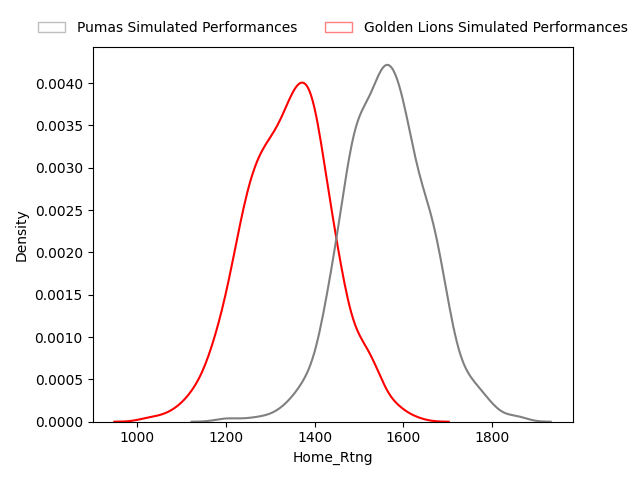 Pumas Simulated Performances Golden Lions Simulated Performances
0.0040
0.0035
0.0030
0.0025
0.0020
0.0015
0.0010
0.0005
0.0000
Density
1000 1200 1400 1600 1800
Home_Rtng